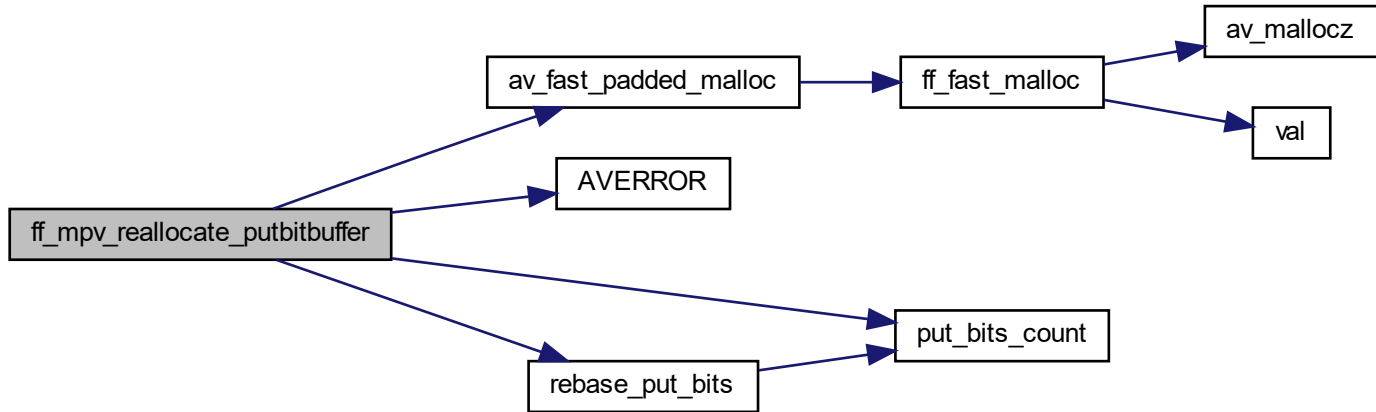 av_mallocz
av_fast_padded_malloc
ff_fast_malloc
val
AVERROR
ff_mpv_reallocate_putbitbuffer
put_bits_count
rebase_put_bits